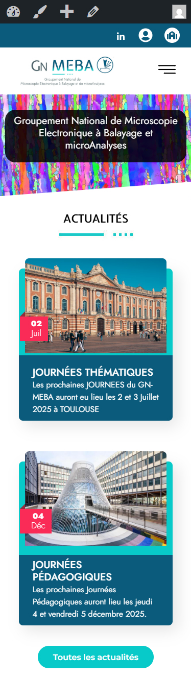 in
GN MEBA
Groupement National de
Microscopie Electronique à Balayage et de microAnalyses
Groupement National de Microscopie
Electronique à Balayage et
microAnalyses
ACTUALITÉS
02
Juil
JOURNÉES THÉMATIQUES
Les prochaines JOURNEES du GN-
MEBA auront eu lieu les 2 et 3 Juillet
2025 à TOULOUSE
04
Déc
JOURNÉES
PÉDAGOGIQUES
Les prochaines Journées
Pédagogiques auront lieu les jeudi
4 et vendredi 5 décembre 2025.
Toutes les actualités